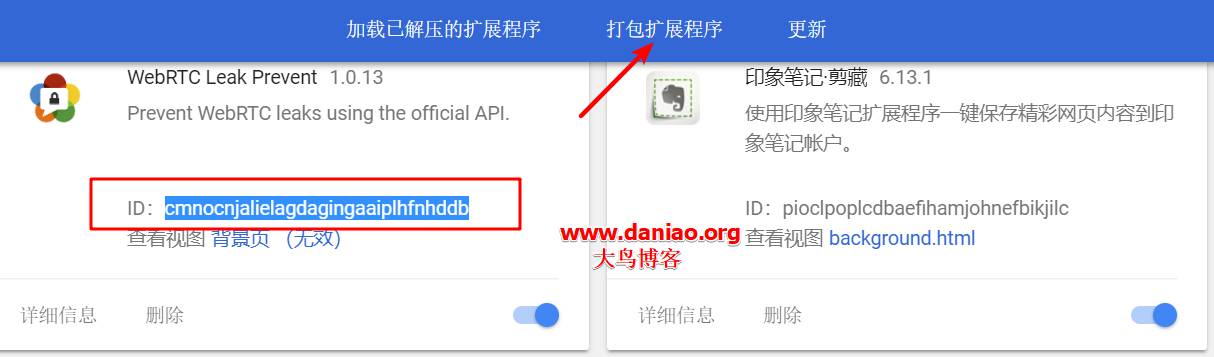 加载已解压的扩展程序 打包扩展程序 更新
WebRTC Leak Prevent 1.0.13
Prevent WebRTC leaks using the official API.
ID：cmnocnjalielagdagingaaiplhfnhddb
查看视图 背景页 （无效）
详细信息 删除
印象笔记·剪藏 6.13.1
使用印象笔记扩展程序一键保存精彩网页内容到印
象笔记帐户。
ID：pioclpoplcdbaefihamjohnefbikjilc
查看视图 background.html
详细信息 删除
www.daniao.org
大鸟博客